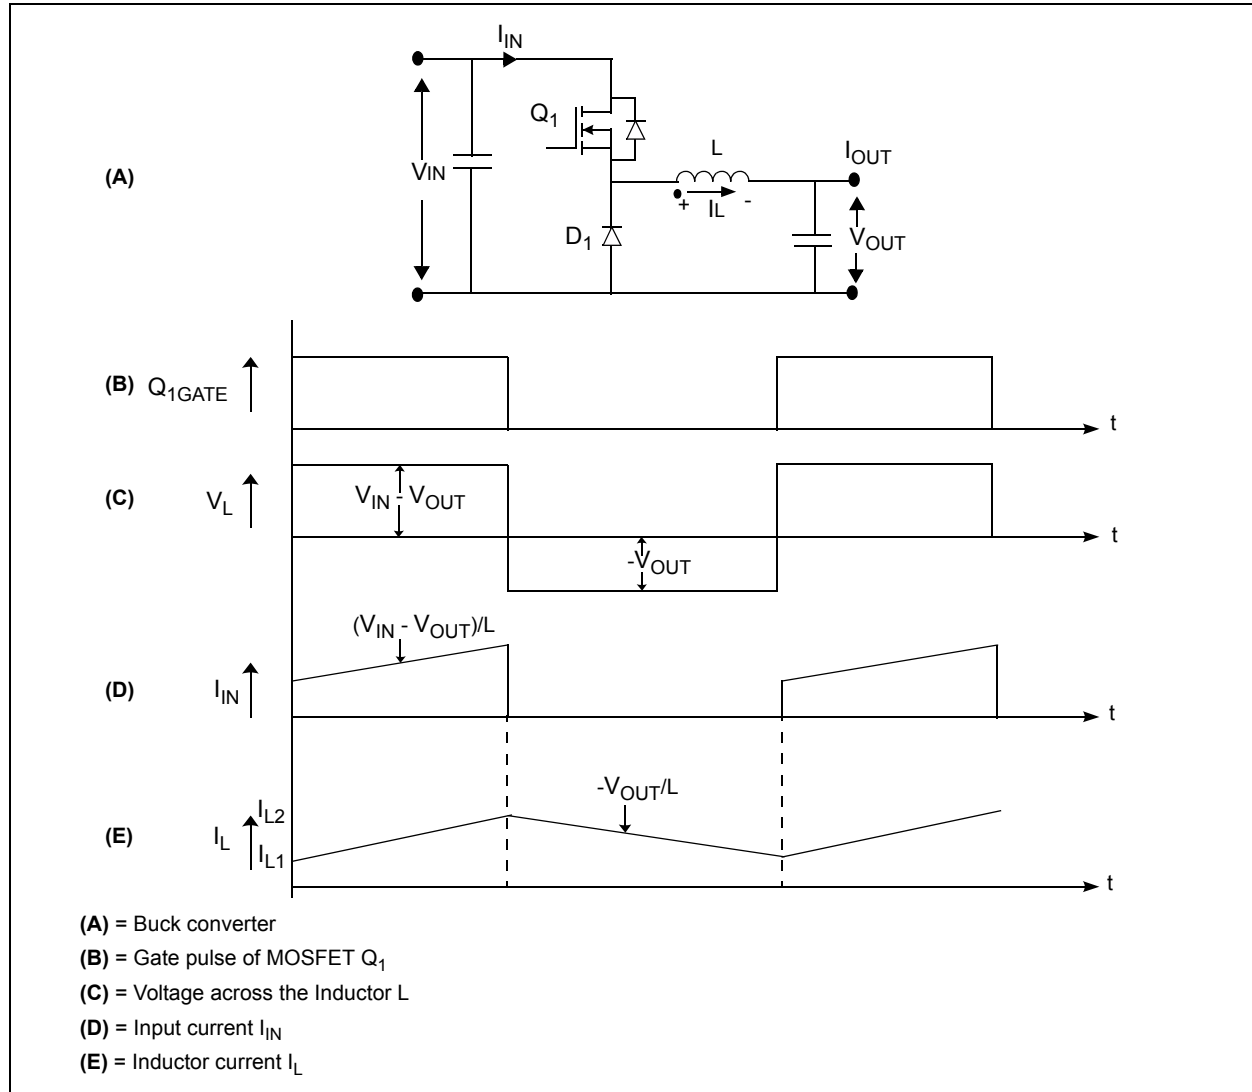 I_IN
Q_1
L
I_OUT
(A)
V_IN
+ I_L -
D_1
V_OUT
(B) Q_1GATE
t
(C) V_L
V_IN - V_OUT
t
-V_OUT
(V_IN - V_OUT)/L
(D) I_IN
t
-V_OUT/L
I_L2
(E) I_L
I_L1
t
(A) = Buck converter
(B) = Gate pulse of MOSFET Q_1
(C) = Voltage across the Inductor L
(D) = Input current I_IN
(E) = Inductor current I_L